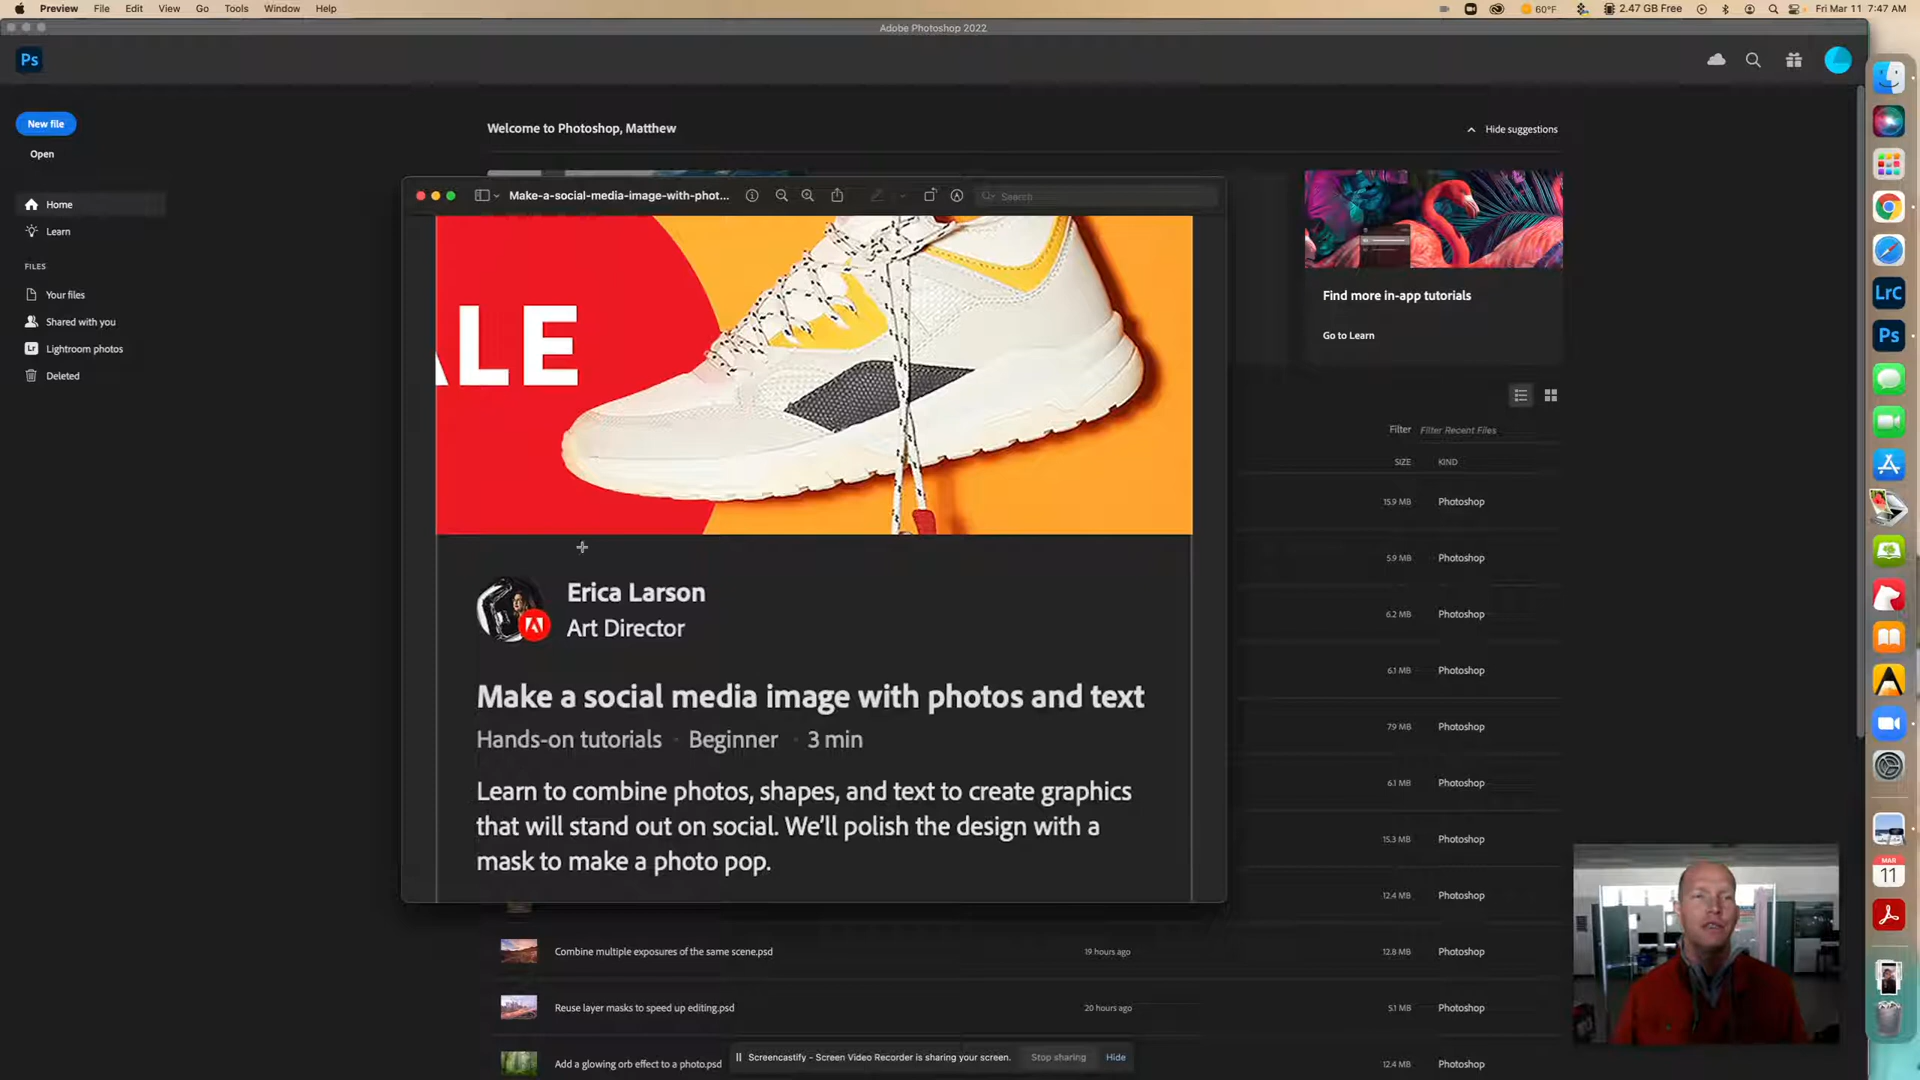 Preview File Edit View Go Tools Window Help
60°F
2.47 GB Free
Fri Mar 11 7:47 AM
Adobe Photoshop 2022
Ps
New file
Open
Home
Learn
FILES
Your files
Shared with you
Lr Lightroom photos
Deleted
Welcome to Photoshop, Matthew
Hide suggestions
Make-a-social-media-image-with-phot...
Search
ALE
Find more in-app tutorials
Go to Learn
Filter Filter Recent Files
SIZE KIND
15.9 MB Photoshop
5.9 MB Photoshop
6.2 MB Photoshop
6.1 MB Photoshop
7.9 MB Photoshop
6.1 MB Photoshop
15.3 MB Photoshop
12.4 MB Photoshop
Erica Larson
Art Director
Make a social media image with photos and text
Hands-on tutorials · Beginner · 3 min
Learn to combine photos, shapes, and text to create graphics
that will stand out on social. We'll polish the design with a
mask to make a photo pop.
Combine multiple exposures of the same scene.psd 19 hours ago 12.8 MB Photoshop
Reuse layer masks to speed up editing.psd 20 hours ago 5.1 MB Photoshop
Add a glowing orb effect to a photo.psd 12.4 MB Photoshop
Screencastify - Screen Video Recorder is sharing your screen. Stop sharing Hide
LrC
Ps
MAR
11